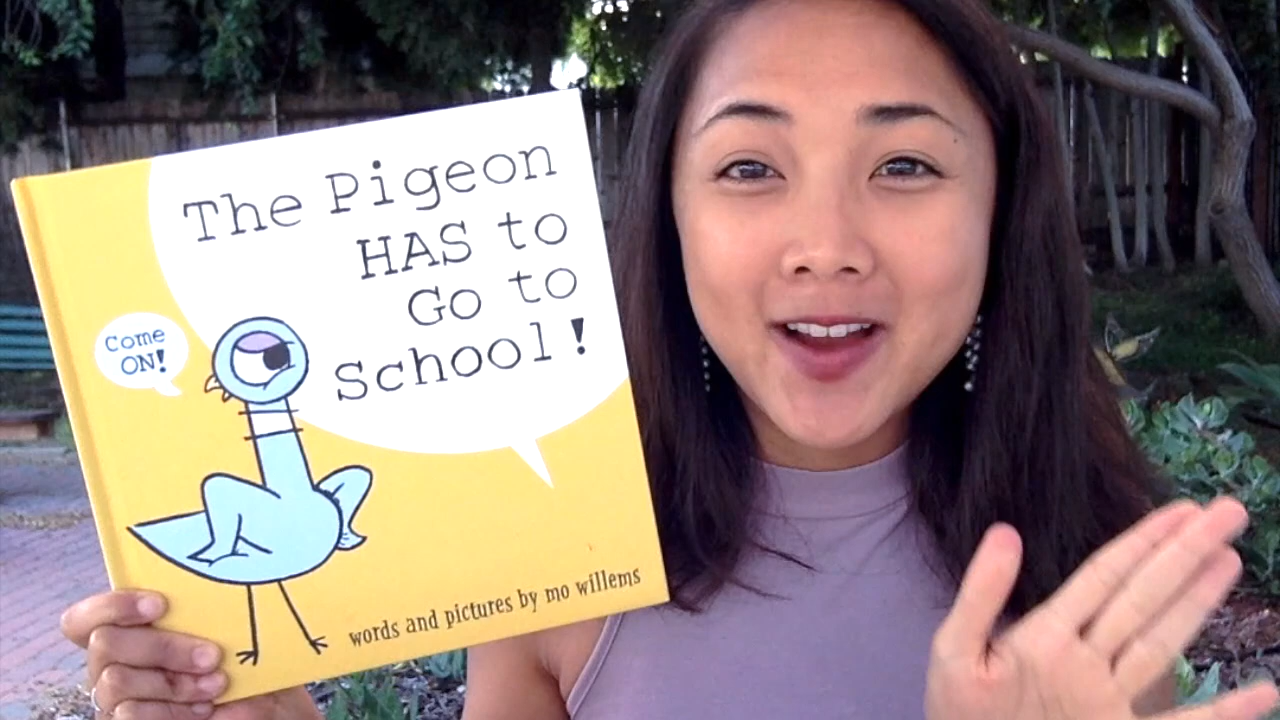 The Pigeon
HAS to
Go to
School!
Come
ON!
words and pictures by mo willems